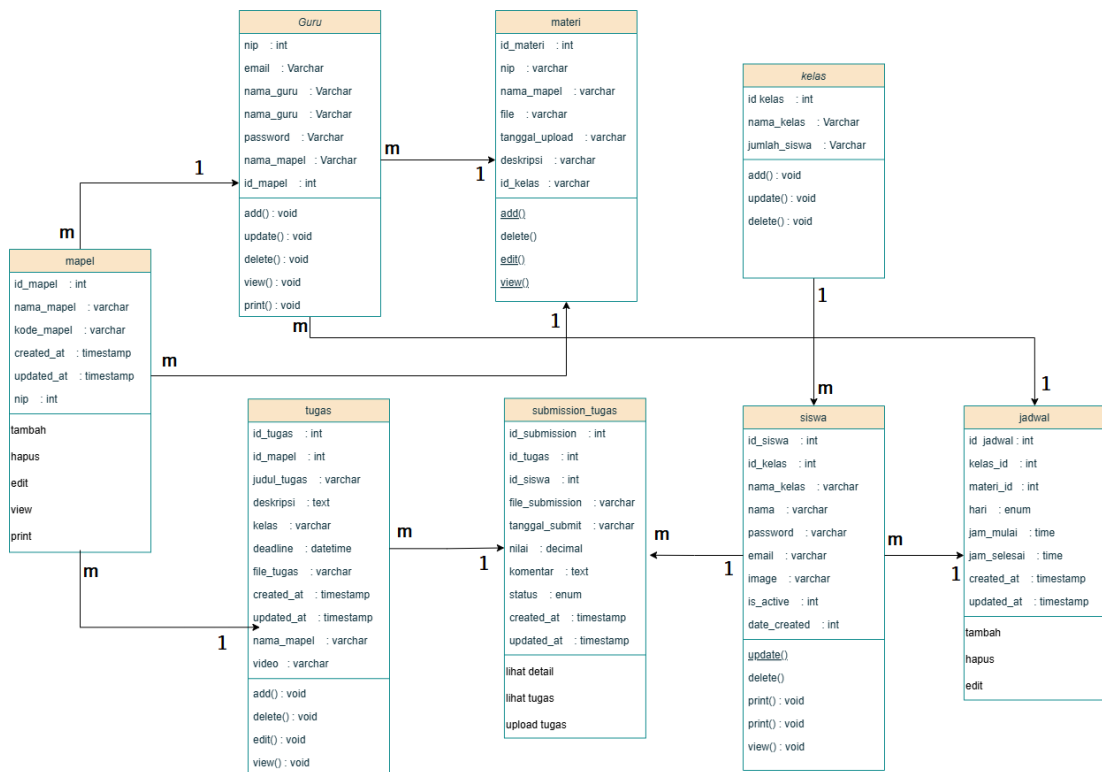 Guru
nip : int
email : Varchar
nama_guru : Varchar
nama_guru : Varchar
password : Varchar
nama_mapel : Varchar
id_mapel : int
add() : void
update() : void
delete() : void
view() : void
print() : void
materi
id_materi : int
nip : varchar
nama_mapel : varchar
file : varchar
tanggal_upload : varchar
deskripsi : varchar
id_kelas : varchar
add()
delete()
edit()
view()
kelas
id kelas : int
nama_kelas : Varchar
jumlah_siswa : Varchar
add() : void
update() : void
delete() : void
m
1
1
m
mapel
id_mapel : int
nama_mapel : varchar
kode_mapel : varchar
created_at : timestamp
updated_at : timestamp
nip : int
tambah
hapus
edit
view
print
m
1
m
1
m
1
m
1
tugas
id_tugas : int
id_mapel : int
judul_tugas : varchar
deskripsi : text
kelas : varchar
deadline : datetime
file_tugas : varchar
created_at : timestamp
updated_at : timestamp
nama_mapel : varchar
video : varchar
add() : void
delete() : void
edit() : void
view() : void
submission_tugas
id_submission : int
id_tugas : int
id_siswa : int
file_submission : varchar
tanggal_submit : varchar
nilai : decimal
komentar : text
status : enum
created_at : timestamp
updated_at : timestamp
lihat detail
lihat tugas
upload tugas
siswa
id_siswa : int
id_kelas : int
nama_kelas : varchar
nama : varchar
password : varchar
email : varchar
image : varchar
is_active : int
date_created : int
update()
delete()
print() : void
print() : void
view() : void
jadwal
id jadwal : int
kelas_id : int
materi_id : int
hari : enum
jam_mulai : time
jam_selesai : time
created_at : timestamp
updated_at : timestamp
tambah
hapus
edit
m
1
m
1
m
1
m
1